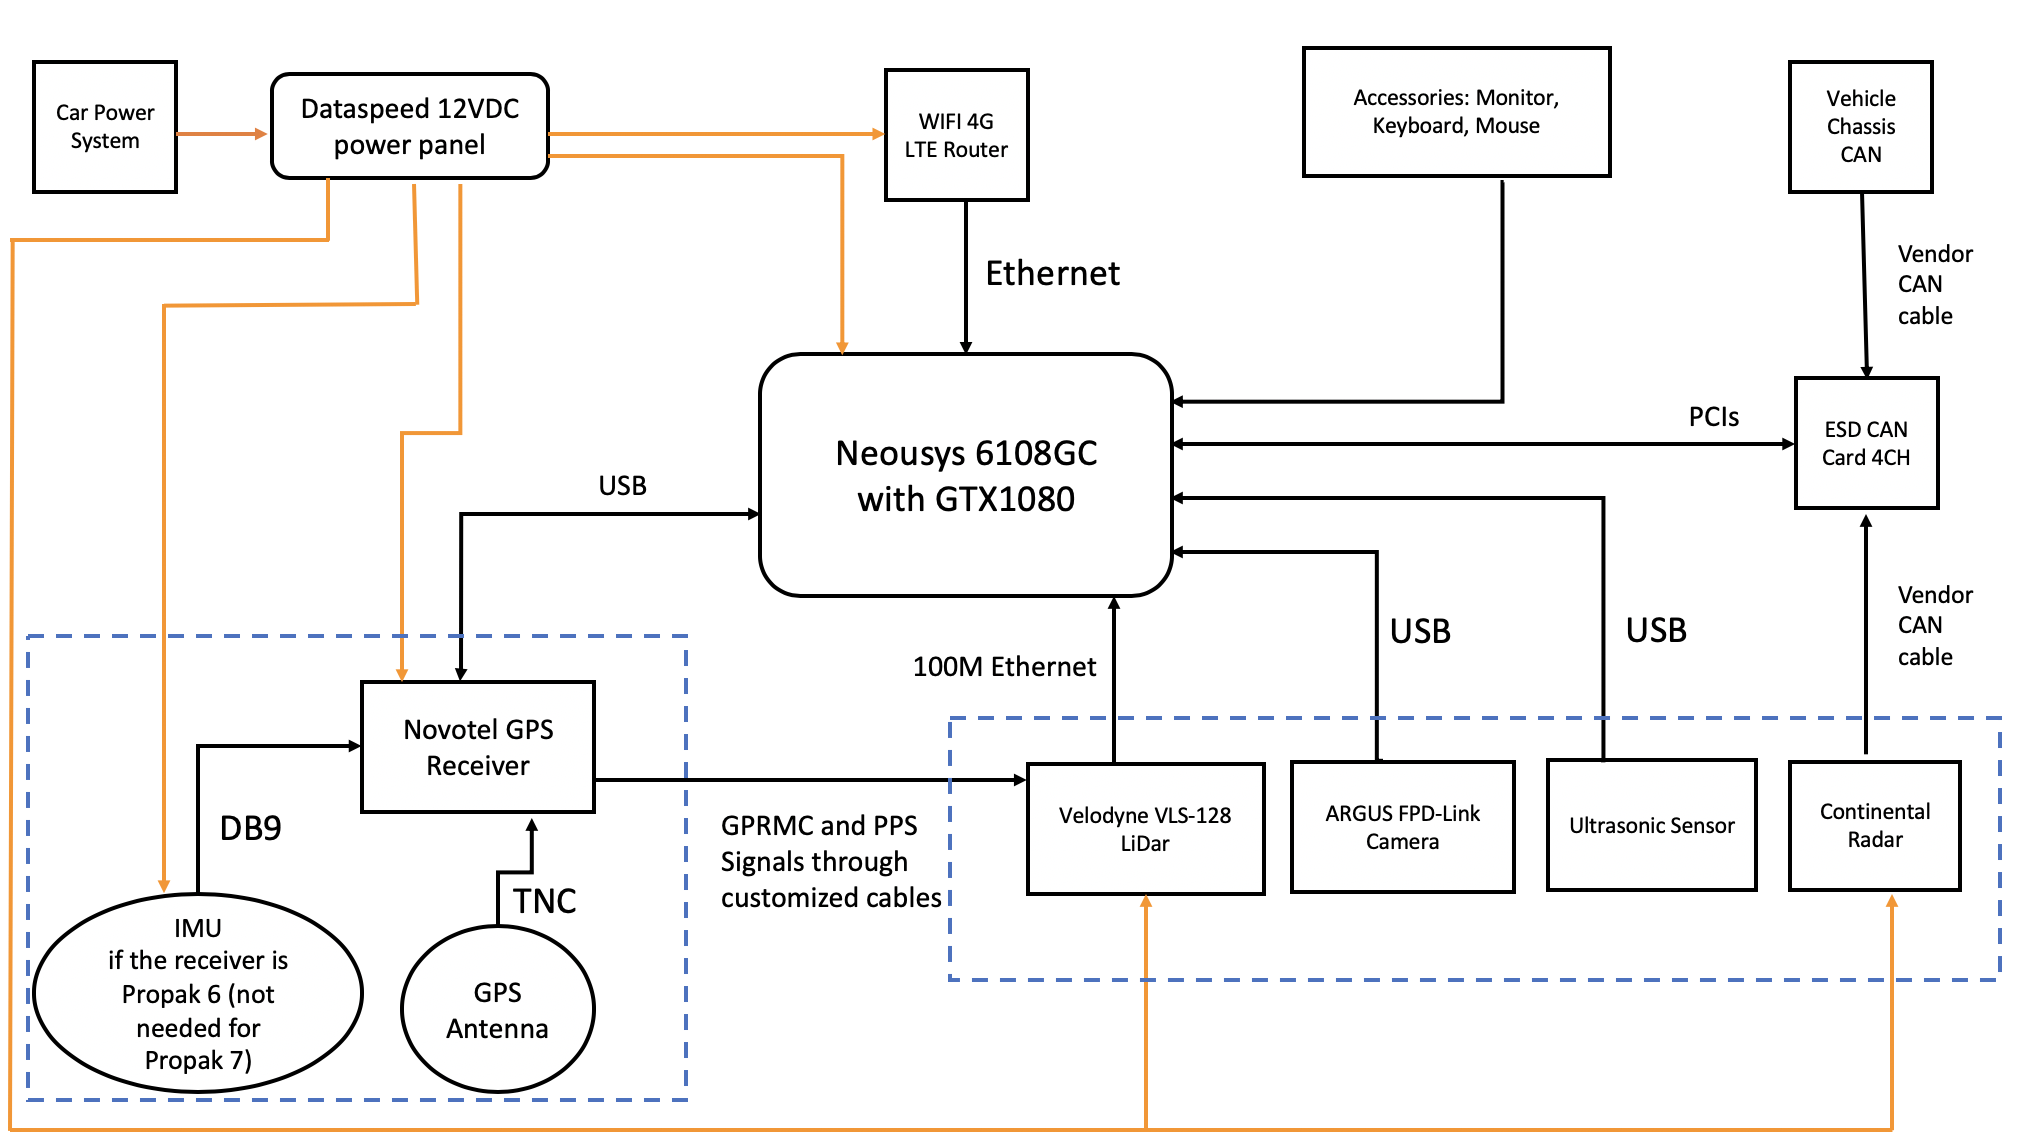 Car Power
System
Dataspeed 12VDC
power panel
WIFI 4G
LTE Router
Accessories: Monitor,
Keyboard, Mouse
Vehicle
Chassis
CAN
Ethernet
Vendor
CAN
cable
Neousys 6108GC
with GTX1080
PCIs
ESD CAN
Card 4CH
USB
100M Ethernet
USB
USB
Vendor
CAN
cable
Novotel GPS
Receiver
DB9
TNC
GPRMC and PPS
Signals through
customized cables
Velodyne VLS-128
LiDar
ARGUS FPD-Link
Camera
Ultrasonic Sensor
Continental
Radar
IMU
if the receiver is
Propak 6 (not
needed for
Propak 7)
GPS
Antenna